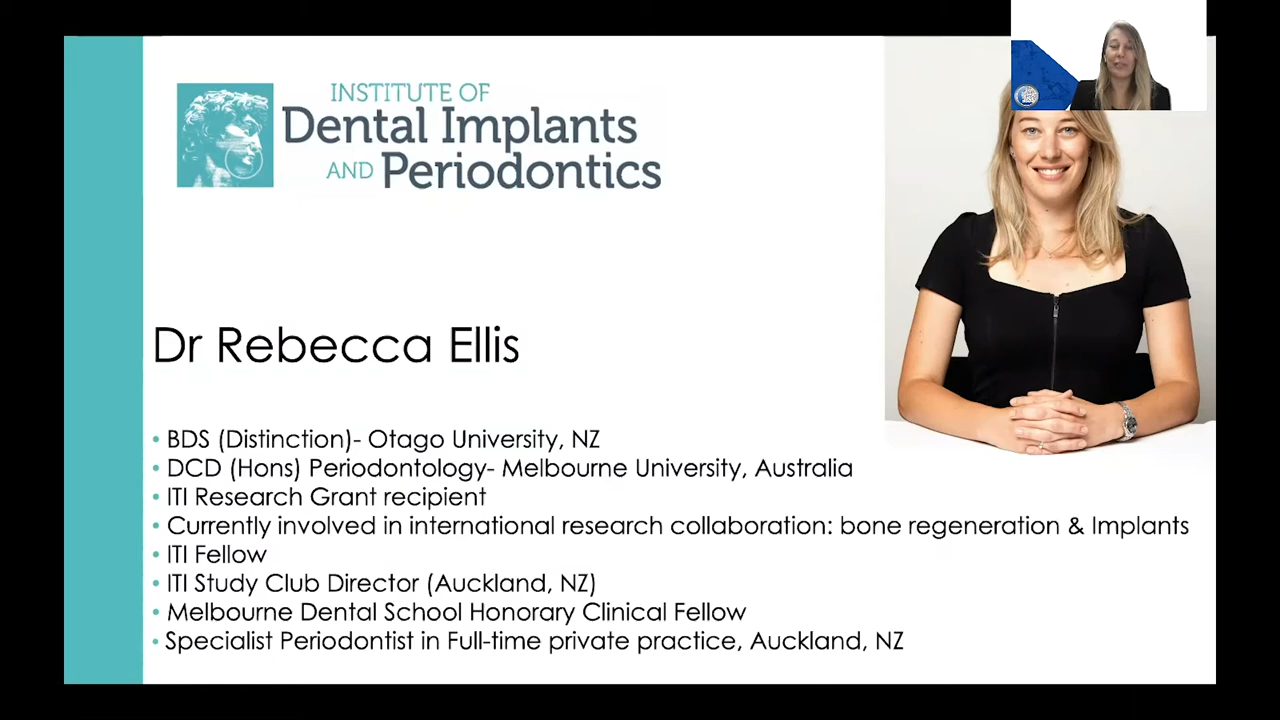 INSTITUTE OF
Dental Implants
AND Periodontics
Dr Rebecca Ellis
• BDS (Distinction)- Otago University, NZ
• DCD (Hons) Periodontology- Melbourne University, Australia
• ITI Research Grant recipient
• Currently involved in international research collaboration: bone regeneration & Implants
• ITI Fellow
• ITI Study Club Director (Auckland, NZ)
• Melbourne Dental School Honorary Clinical Fellow
• Specialist Periodontist in Full-time private practice, Auckland, NZ